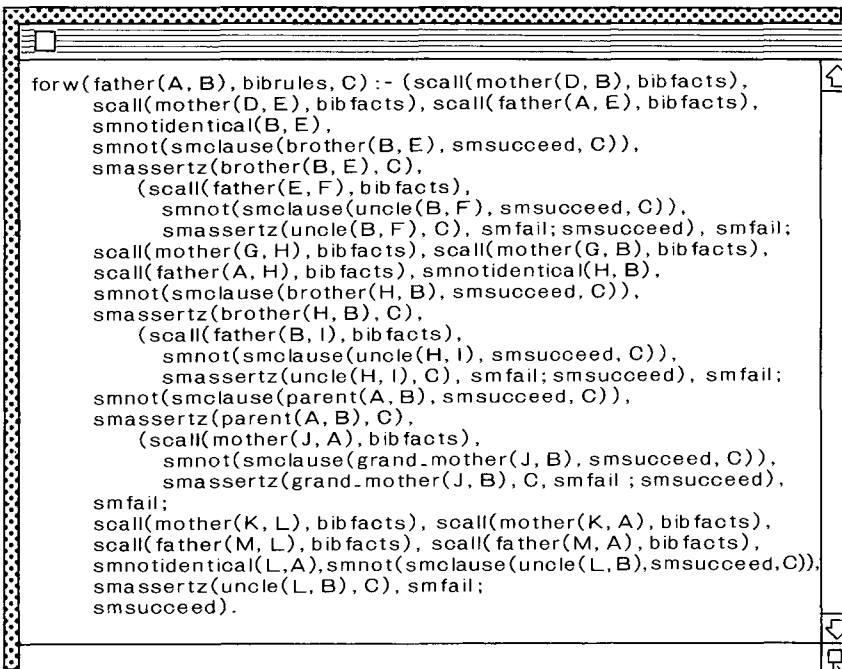 forw(father(A, B), bibrules, C) :- (scall(mother(D, B), bibfacts),
scall(mother(D, E), bibfacts), scall(father(A, E), bibfacts),
smnotidentical(B, E),
smnot(smclause(brother(B, E), smsucceed, C)),
smassertz(brother(B, E), C),
(scall(father(E, F), bibfacts),
smnot(smclause(uncle(B, F), smsucceed, C)),
smassertz(uncle(B, F), C), smfail; smsucceed), smfail;
scall(mother(G, H), bibfacts), scall(mother(G, B), bibfacts),
scall(father(A, H), bibfacts), smnotidentical(H, B),
smnot(smclause(brother(H, B), smsucceed, C)),
smassertz(brother(H, B), C),
(scall(father(B, I), bibfacts),
smnot(smclause(uncle(H, I), smsucceed, C)),
smassertz(uncle(H, I), C), smfail; smsucceed), smfail;
smnot(smclause(parent(A, B), smsucceed, C)),
smassertz(parent(A, B), C),
(scall(mother(J, A), bibfacts),
smnot(smclause(grand_mother(J, B), smsucceed, C)),
smassertz(grand_mother(J, B), C, smfail ; smsucceed),
smfail;
scall(mother(K, L), bibfacts), scall(mother(K, A), bibfacts),
scall(father(M, L), bibfacts), scall(father(M, A), bibfacts),
smnotidentical(L,A),smnot(smclause(uncle(L,B),smsucceed,C)),
smassertz(uncle(L, B), C), smfail;
smsucceed).